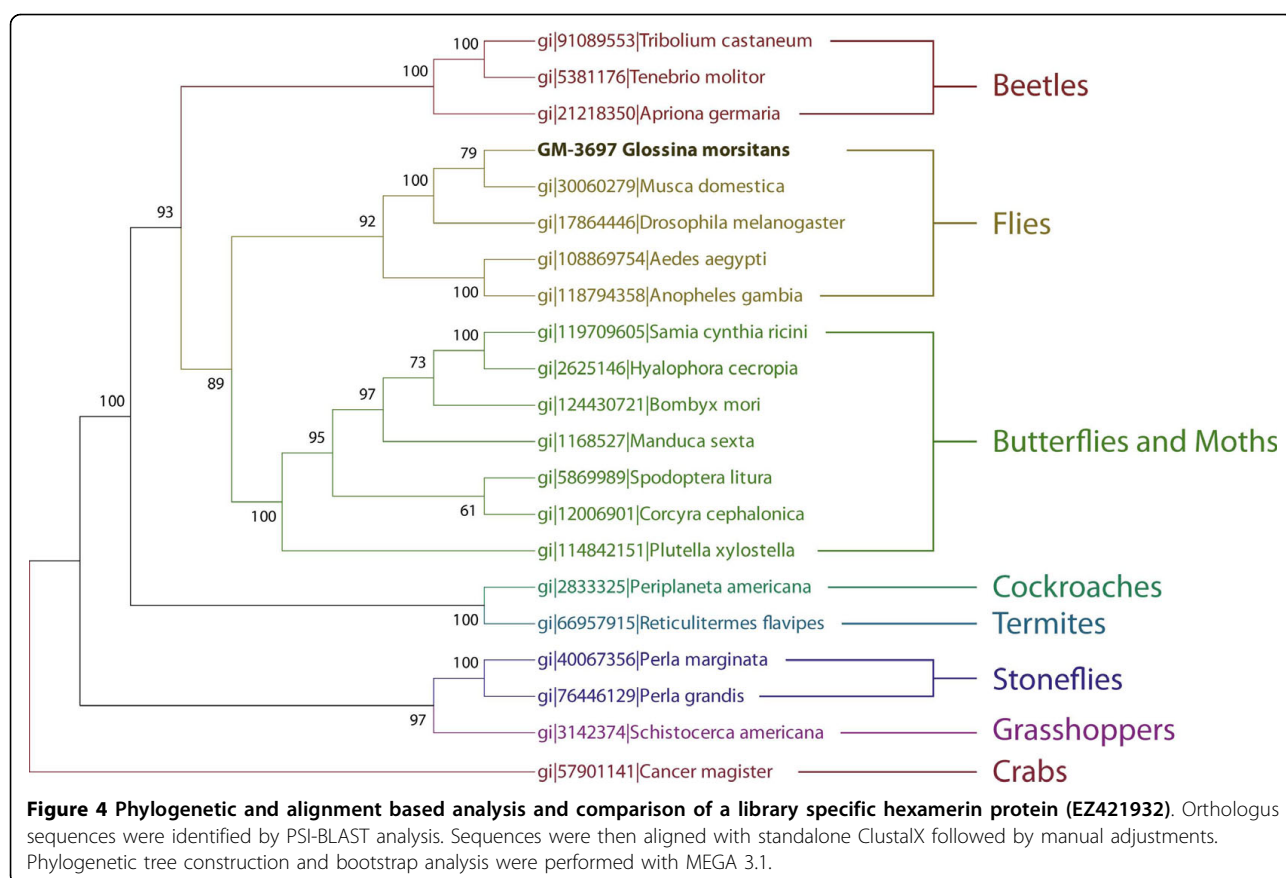 100
gi|91089553|Tribolium castaneum
100
gi|5381176|Tenebrio molitor
Beetles
gi|21218350|Apriona germaria
79
GM-3697 Glossina morsitans
100
gi|30060279|Musca domestica
93
92
gi|17864446|Drosophila melanogaster
Flies
gi|108869754|Aedes aegypti
100
gi|118794358|Anopheles gambia
100
gi|119709605|Samia cynthia ricini
73
gi|2625146|Hyalophora cecropia
89
97
gi|124430721|Bombyx mori
100
95
gi|1168527|Manduca sexta
Butterflies and Moths
gi|5869989|Spodoptera litura
100
61
gi|12006901|Corcyra cephalonica
gi|114842151|Plutella xylostella
gi|2833325|Periplaneta americana
Cockroaches
100
gi|66957915|Reticulitermes flavipes
Termites
100
gi|40067356|Perla marginata
gi|76446129|Perla grandis
Stoneflies
97
gi|3142374|Schistocerca americana
Grasshoppers
gi|57901141|Cancer magister
Crabs
Figure 4 Phylogenetic and alignment based analysis and comparison of a library specific hexamerin protein (EZ421932). Orthologus
sequences were identified by PSI-BLAST analysis. Sequences were then aligned with standalone ClustalX followed by manual adjustments.
Phylogenetic tree construction and bootstrap analysis were performed with MEGA 3.1.